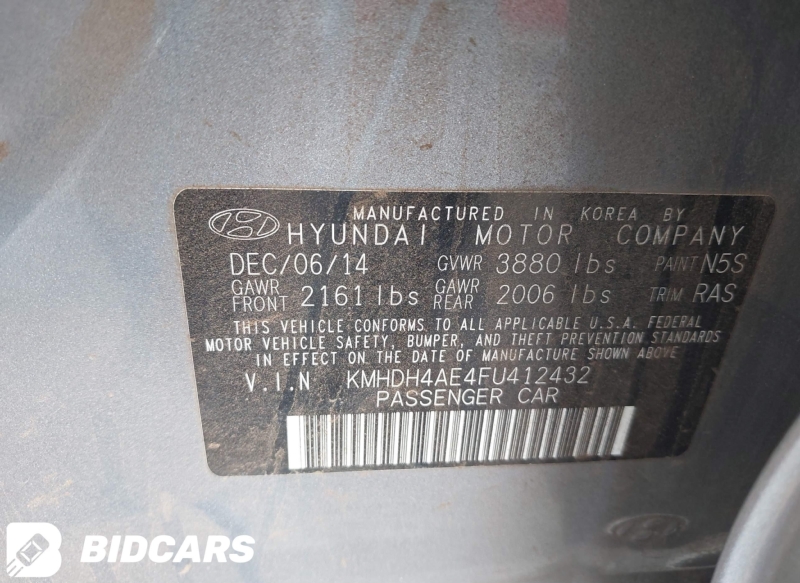 MANUFACTURED IN KOREA BY
HYUNDAI MOTOR COMPANY
DEC/06/14 GVWR 3880 lbs PAINT N5S
GAWR FRONT 2161 lbs GAWR REAR 2006 lbs TRIM RAS
THIS VEHICLE CONFORMS TO ALL APPLICABLE U.S.A. FEDERAL
MOTOR VEHICLE SAFETY, BUMPER, AND THEFT PREVENTION STANDARDS
IN EFFECT ON THE DATE OF MANUFACTURE SHOWN ABOVE
V.I.N KMHDH4AE4FU412432
PASSENGER CAR
BIDCARS